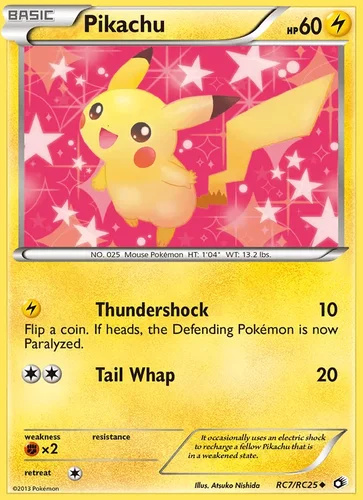 BASIC
Pikachu
HP60
NO. 025 Mouse Pokémon HT: 1'04" WT: 13.2 lbs.
Thundershock 10
Flip a coin. If heads, the Defending Pokémon is now
Paralyzed.
Tail Whap 20
weakness resistance
×2
retreat
It occasionally uses an electric shock
to recharge a fellow Pikachu that is
in a weakened state.
©2013 Pokémon
Illus. Atsuko Nishida
RC7/RC25